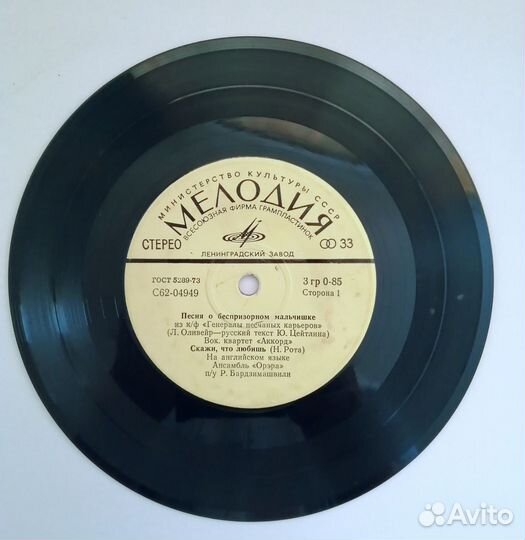 МИНИСТЕРСТВО КУЛЬТУРЫ СССР
МЕЛОДИЯ
ВСЕСОЮЗНАЯ ФИРМА ГРАМПЛАСТИНОК
СТЕРЕО 33
ЛЕНИНГРАДСКИЙ ЗАВОД
ГОСТ 5289-73 3 гр 0-85
С62-04949 Сторона 1
Песня о беспризорном мальчишке
из к/ф «Генералы песчаных карьеров»
(Л. Оливейр—русский текст Ю. Цейтлина)
Вок. квартет «Аккорд»
Скажи, что любишь (Н. Рота)
На английском языке
Ансамбль «Орэра»
п/у Р. Бардзимашвили
Avito